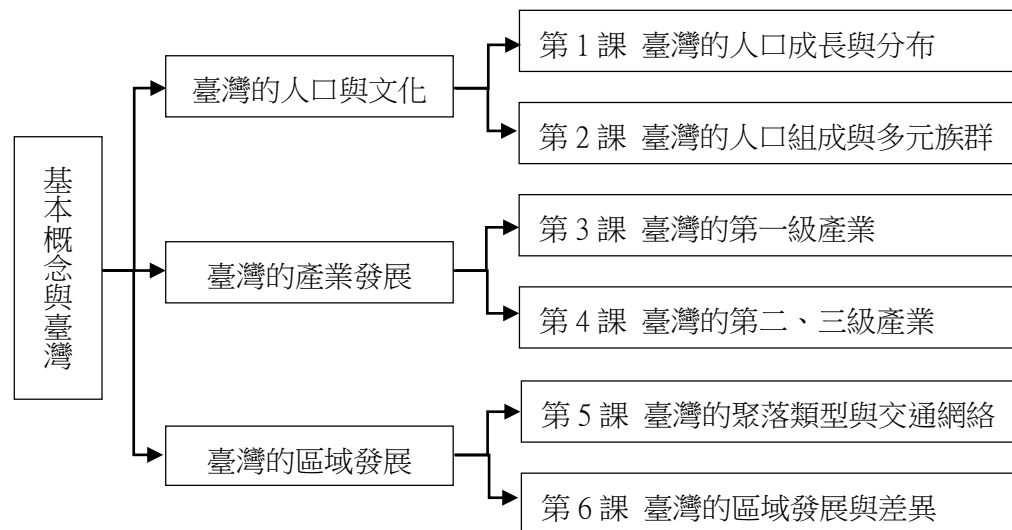 基本概念與臺灣
臺灣的人口與文化
第1課 臺灣的人口成長與分布
第2課 臺灣的人口組成與多元族群
臺灣的產業發展
第3課 臺灣的第一級產業
第4課 臺灣的第二、三級產業
臺灣的區域發展
第5課 臺灣的聚落類型與交通網絡
第6課 臺灣的區域發展與差異